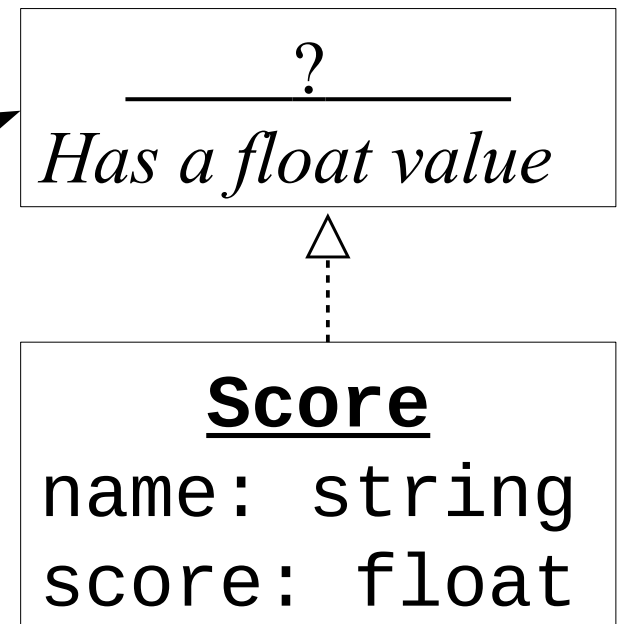 ?
Has a float value
Score
name: string
score: float